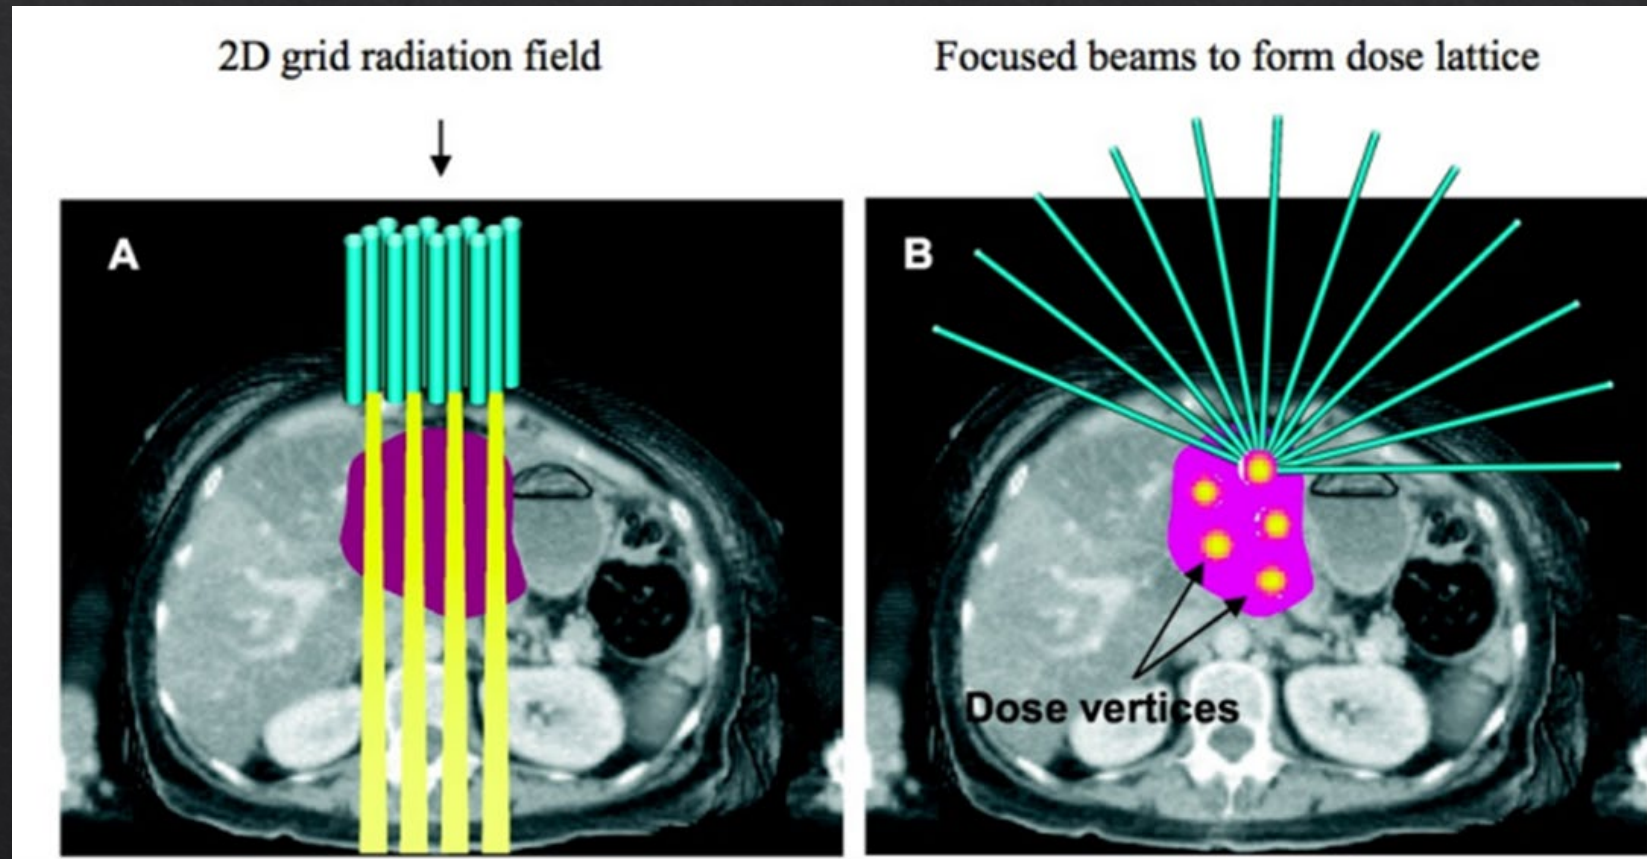 2D grid radiation field
Focused beams to form dose lattice
A
B
Dose vertices